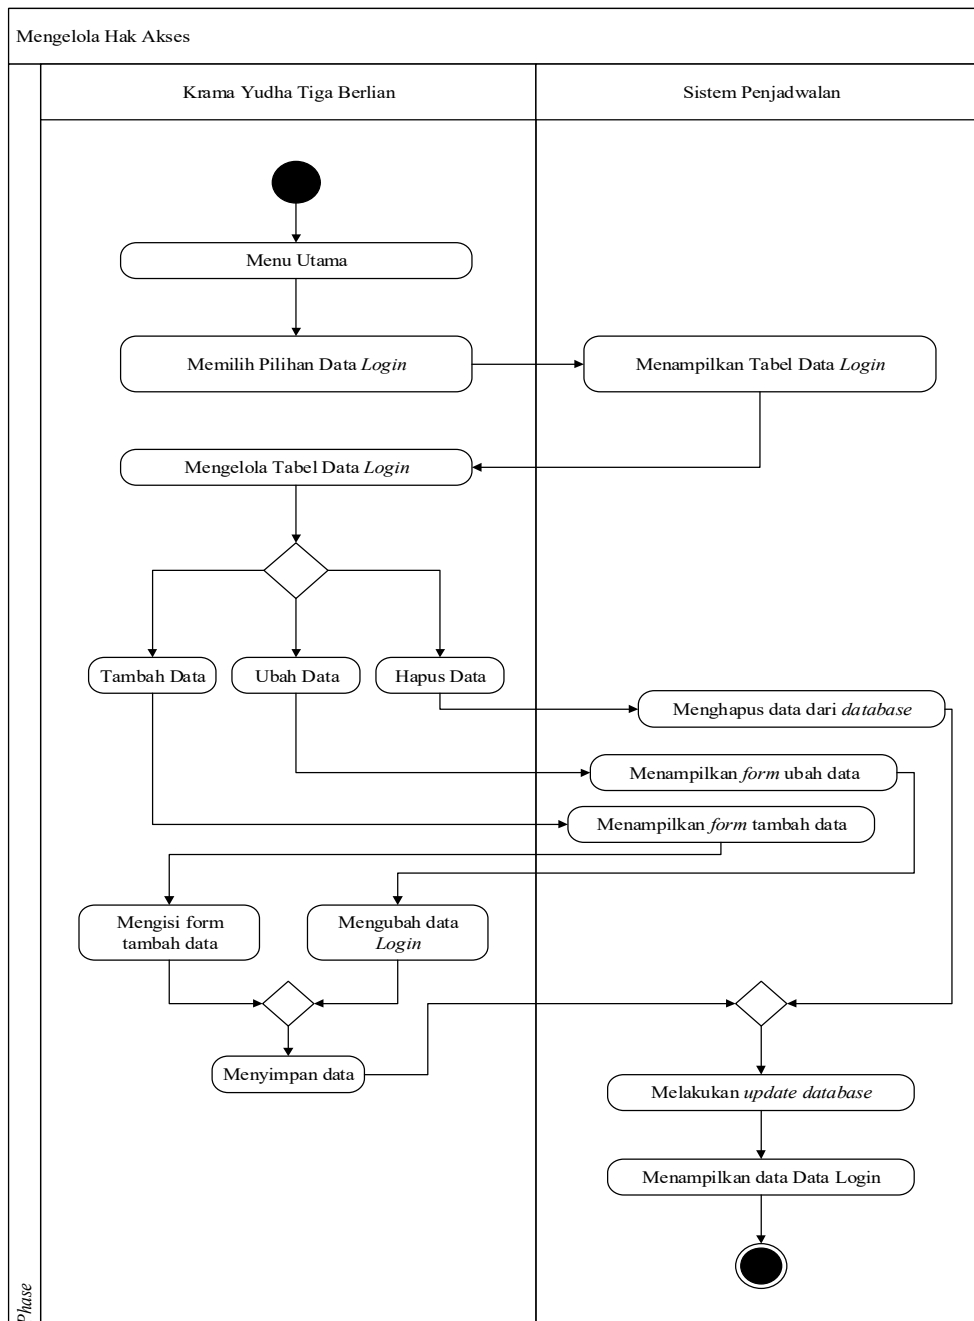 Mengelola Hak Akses
Krama Yudha Tiga Berlian
Sistem Penjadwalan
Menu Utama
Memilih Pilihan Data Login
Menampilkan Tabel Data Login
Mengelola Tabel Data Login
Tambah Data
Ubah Data
Hapus Data
Menghapus data dari database
Menampilkan form ubah data
Menampilkan form tambah data
Mengisi form
tambah data
Mengubah data
Login
Menyimpan data
Melakukan update database
Menampilkan data Data Login
Phase